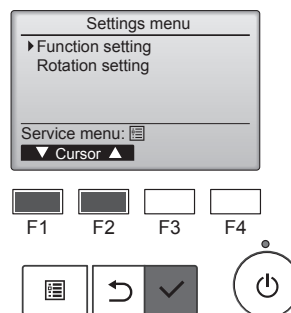 Settings menu
Function setting
Rotation setting
Service menu:
Cursor
F1 F2 F3 F4